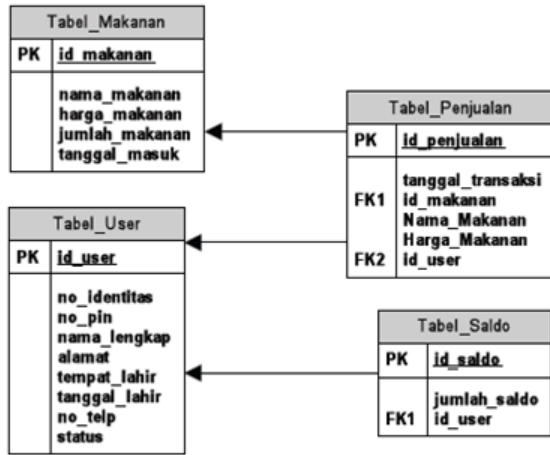 Tabel_Makanan
PK id_makanan
nama_makanan
harga_makanan
jumlah_makanan
tanggal_masuk
Tabel_Penjualan
PK id_penjualan
tanggal_transaksi
FK1 id_makanan
Nama_Makanan
Harga_Makanan
FK2 id_user
Tabel_User
PK id_user
no_identitas
no_pin
nama_lengkap
alamat
tempat_lahir
tanggal_lahir
no_telp
status
Tabel_Saldo
PK id_saldo
jumlah_saldo
FK1 id_user